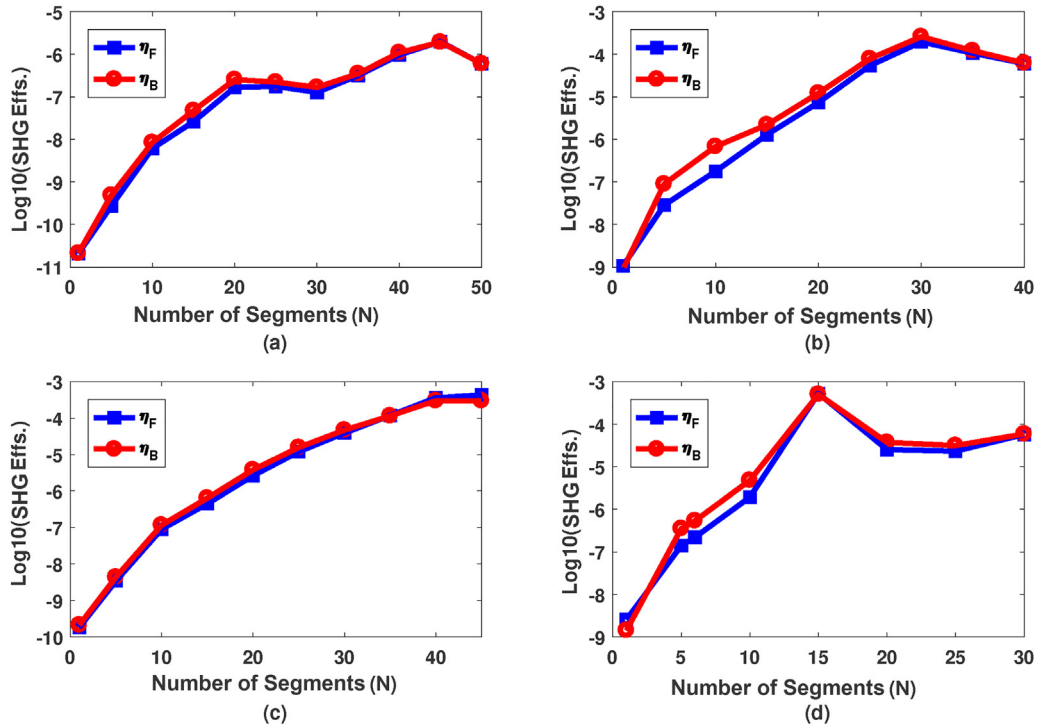 -5
-6
-7
-8
-9
-10
-11
Log10(SHG Effs.)
ηF
ηB
0 10 20 30 40 50
Number of Segments (N)
(a)
-3
-4
-5
-6
-7
-8
-9
Log10(SHG Effs.)
ηF
ηB
0 10 20 30 40
Number of Segments (N)
(b)
-3
-4
-5
-6
-7
-8
-9
-10
Log10(SHG Effs.)
ηF
ηB
0 10 20 30 40
Number of Segments (N)
(c)
-3
-4
-5
-6
-7
-8
-9
Log10(SHG Effs.)
ηF
ηB
0 5 10 15 20 25 30
Number of Segments (N)
(d)